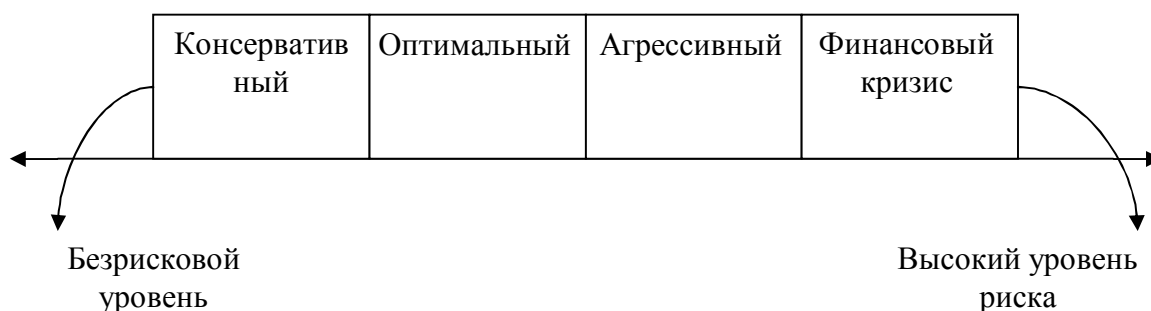 Консерватив
ный
Оптимальный
Агрессивный
Финансовый
кризис
Безрисковой
уровень
Высокий уровень
риска